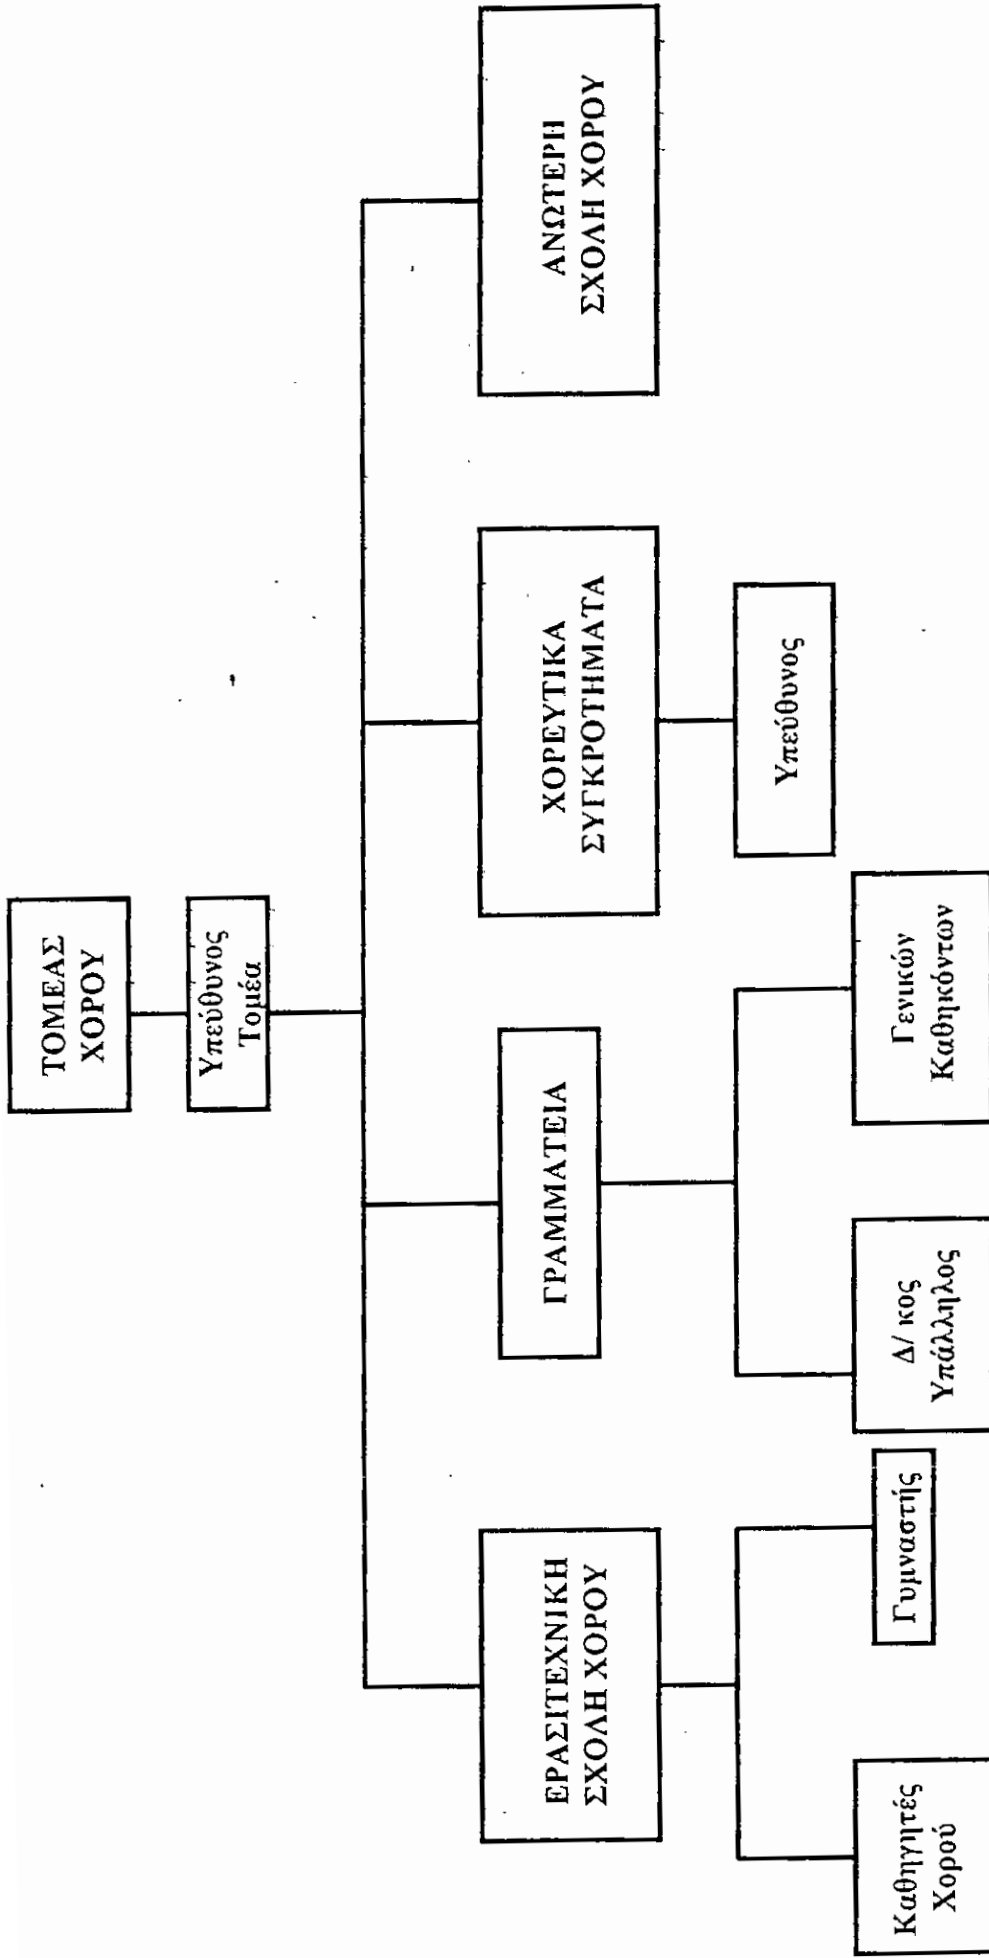 ΤΟΜΕΑΣ
ΧΟΡΟΥ
Υπεύθυνος
Τομέα
ΕΡΑΣΙΤΕΧΝΙΚΗ
ΣΧΟΛΗ ΧΟΡΟΥ
ΓΡΑΜΜΑΤΕΙΑ
ΧΟΡΕΥΤΙΚΑ
ΣΥΓΚΡΟΤΗΜΑΤΑ
ΑΝΩΤΕΡΗ
ΣΧΟΛΗ ΧΟΡΟΥ
Καθηγητές
Χορού
Γυμναστής
Δ/ κος
Υπάλληλος
Γενικών
Καθηκόντων
Υπεύθυνος